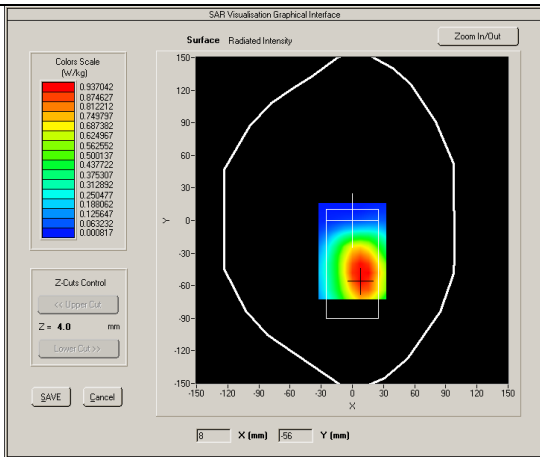 SAR Visualisation Graphical Interface
Surface Radiated Intensity
Zoom In/Out
Colors Scale
(W/kg)
0.937042
0.874627
0.812212
0.749797
0.687382
0.624967
0.562552
0.500137
0.437722
0.375307
0.312892
0.250477
0.188062
0.125647
0.063232
0.000817
Z-Cuts Control
<< Upper Cut
Z = 4.0 mm
Lower Cut >>
SAVE Cancel
150
120
90
60
30
0
-30
-60
-90
-120
-150
Y
-150 -120 -90 -60 -30 0 30 60 90 120 150
X
8 X (mm) -56 Y (mm)